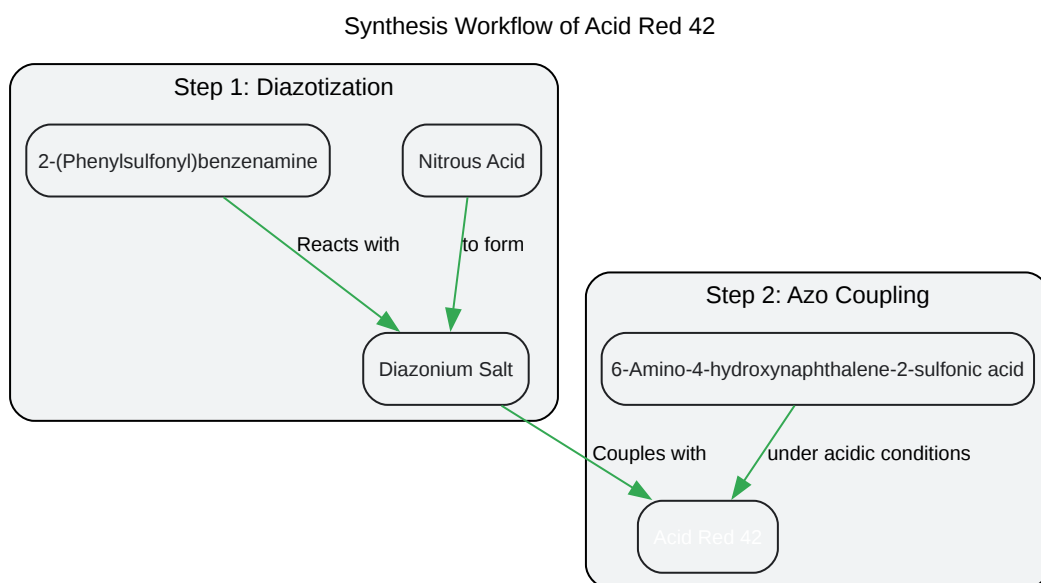 Synthesis Workflow of Acid Red 42
Step 1: Diazotization
2-(Phenylsulfonyl)benzenamine
Nitrous Acid
Reacts with
to form
Diazonium Salt
Step 2: Azo Coupling
6-Amino-4-hydroxynaphthalene-2-sulfonic acid
Couples with
under acidic conditions
Acid Red 42